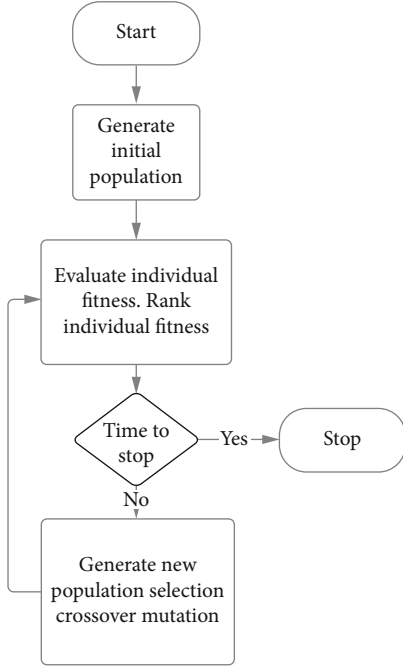 Start
Generate
initial
population
Evaluate individual
fitness. Rank
individual fitness
Time to
stop
Yes
Stop
No
Generate new
population selection
crossover mutation